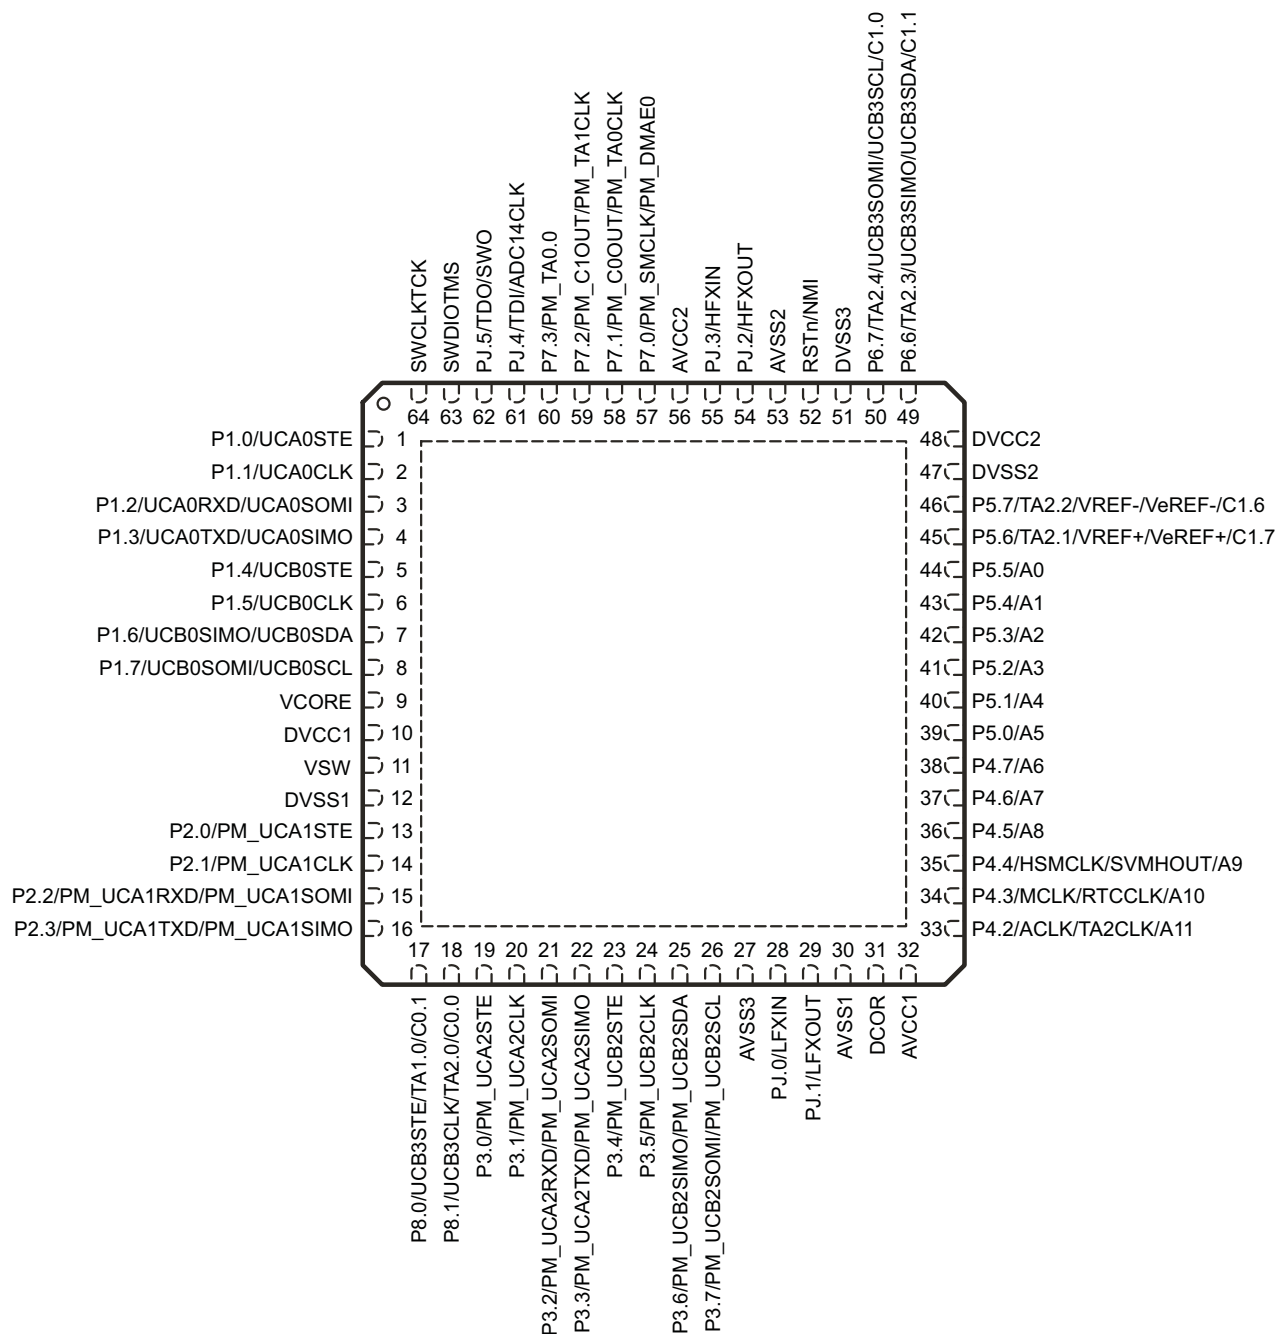 P6.7/TA2.4/UCB3SOMI/UCB3SCL/C1.0
P6.6/TA2.3/UCB3SIMO/UCB3SDA/C1.1
SWCLKTCK
SWDIOTMS
PJ.5/TDO/SWO
PJ.4/TDI/ADC14CLK
P7.3/PM_TA0.0
P7.2/PM_C1OUT/PM_TA1CLK
P7.1/PM_C0OUT/PM_TA0CLK
P7.0/PM_SMCLK/PM_DMAE0
AVCC2
PJ.3/HFXIN
PJ.2/HFXOUT
AVSS2
RSTn/NMI
DVSS3
64 63 62 61 60 59 58 57 56 55 54 53 52 51 50 49
P1.0/UCA0STE 1
P1.1/UCA0CLK 2
P1.2/UCA0RXD/UCA0SOMI 3
P1.3/UCA0TXD/UCA0SIMO 4
P1.4/UCB0STE 5
P1.5/UCB0CLK 6
P1.6/UCB0SIMO/UCB0SDA 7
P1.7/UCB0SOMI/UCB0SCL 8
VCORE 9
DVCC1 10
VSW 11
DVSS1 12
P2.0/PM_UCA1STE 13
P2.1/PM_UCA1CLK 14
P2.2/PM_UCA1RXD/PM_UCA1SOMI 15
P2.3/PM_UCA1TXD/PM_UCA1SIMO 16
48 DVCC2
47 DVSS2
46 P5.7/TA2.2/VREF-/VeREF-/C1.6
45 P5.6/TA2.1/VREF+/VeREF+/C1.7
44 P5.5/A0
43 P5.4/A1
42 P5.3/A2
41 P5.2/A3
40 P5.1/A4
39 P5.0/A5
38 P4.7/A6
37 P4.6/A7
36 P4.5/A8
35 P4.4/HSMCLK/SVMHOUT/A9
34 P4.3/MCLK/RTCCLK/A10
33 P4.2/ACLK/TA2CLK/A11
17 18 19 20 21 22 23 24 25 26 27 28 29 30 31 32
P8.0/UCB3STE/TA1.0/C0.1
P8.1/UCB3CLK/TA2.0/C0.0
P3.0/PM_UCA2STE
P3.1/PM_UCA2CLK
P3.2/PM_UCA2RXD/PM_UCA2SOMI
P3.3/PM_UCA2TXD/PM_UCA2SIMO
P3.4/PM_UCB2STE
P3.5/PM_UCB2CLK
P3.6/PM_UCB2SIMO/PM_UCB2SDA
P3.7/PM_UCB2SOMI/PM_UCB2SCL
AVSS3
PJ.0/LFXIN
PJ.1/LFXOUT
AVSS1
DCOR
AVCC1